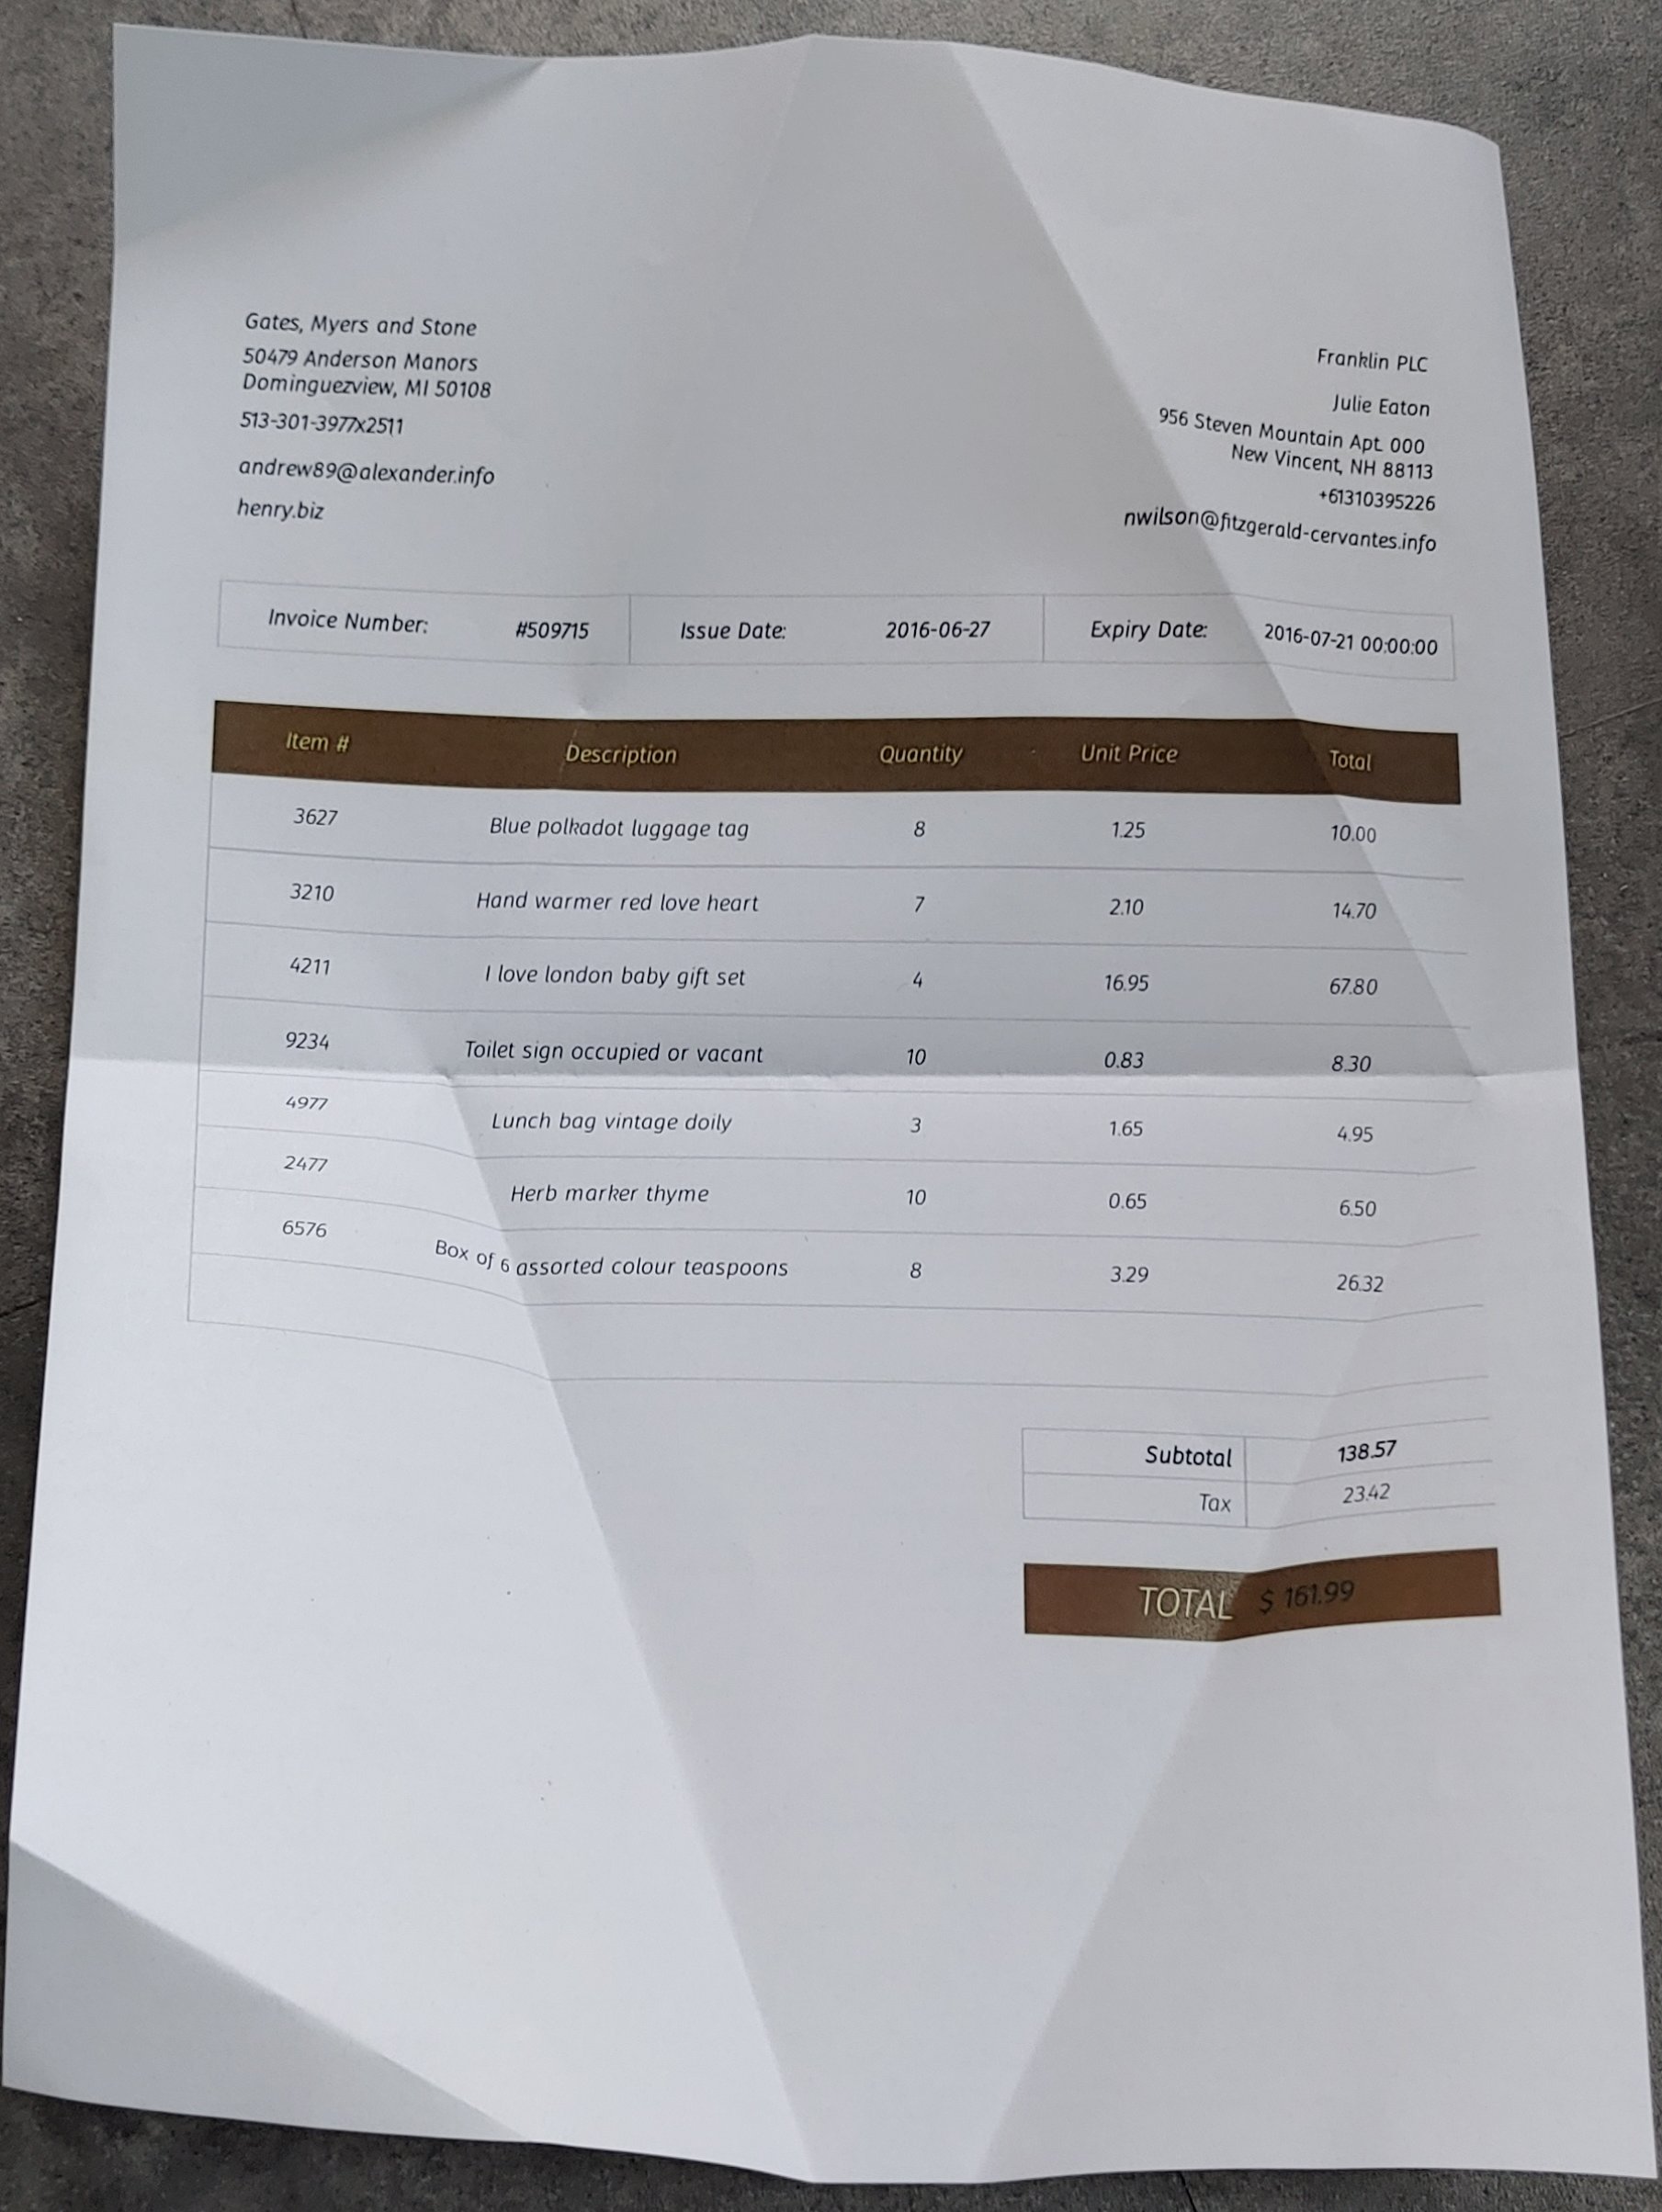 Gates, Myers and Stone
50479 Anderson Manors
Dominguezview, MI 50108
513-301-3977x2511
andrew89@alexander.info
henry.biz
Franklin PLC
Julie Eaton
956 Steven Mountain Apt. 000
New Vincent, NH 88113
+61310395226
nwilson@fitzgerald-cervantes.info
Invoice Number: #509715 Issue Date: 2016-06-27 Expiry Date: 2016-07-21 00:00:00
Item # Description Quantity Unit Price Total
3627 Blue polkadot luggage tag 8 1.25 10.00
3210 Hand warmer red love heart 7 2.10 14.70
4211 I love london baby gift set 4 16.95 67.80
9234 Toilet sign occupied or vacant 10 0.83 8.30
4977 Lunch bag vintage doily 3 1.65 4.95
2477 Herb marker thyme 10 0.65 6.50
6576 Box of 6 assorted colour teaspoons 8 3.29 26.32
Subtotal 138.57
Tax 23.42
TOTAL $ 161.99